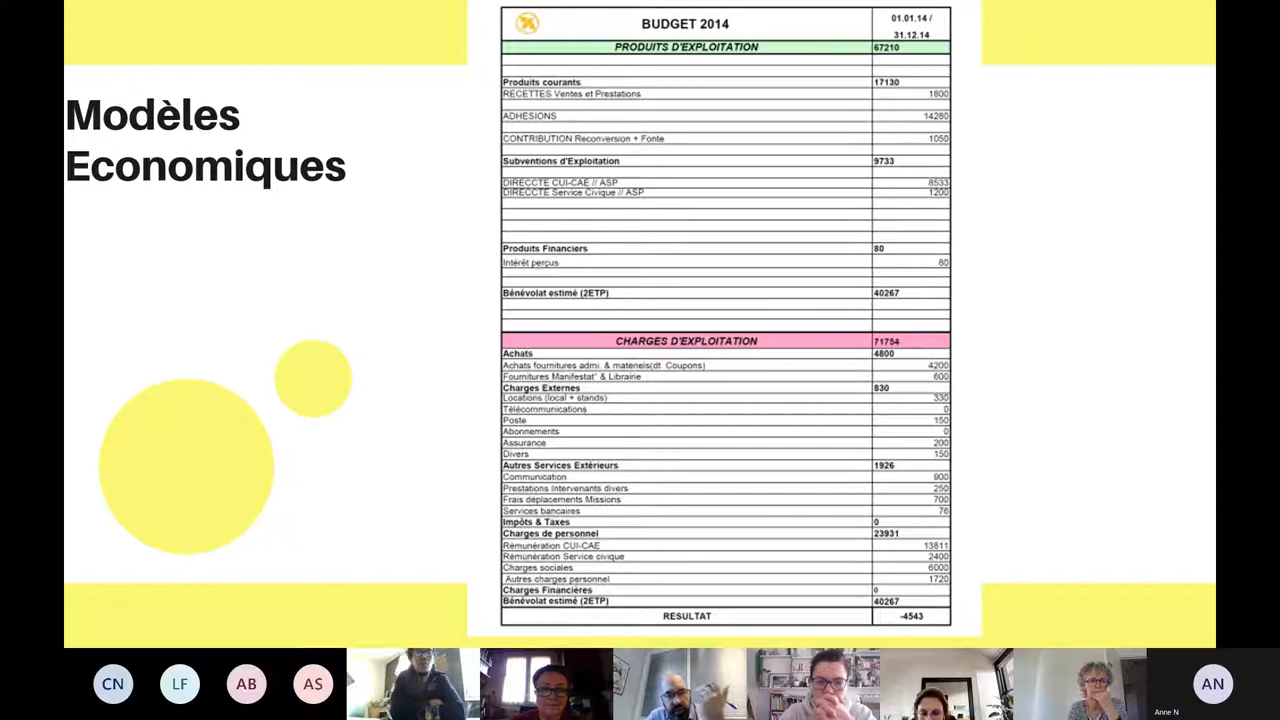 Modèles
Economiques
BUDGET 2014
01.01.14 /
31.12.14
PRODUITS D'EXPLOITATION 67210
Produits courants 17130
RECETTES Ventes et Prestations 1800
ADHESIONS 14280
CONTRIBUTION Reconversion + Fonte 1050
Subventions d'Exploitation 9733
DIRECCTE CUI-CAE // ASP 8533
DIRECCTE Service Civique // ASP 1200
Produits Financiers 80
Intérêt perçus 80
Bénévolat estimé (2ETP) 40267
CHARGES D'EXPLOITATION 71754
Achats 4800
Achats fournitures admi. & materiels(dt Coupons) 4200
Fournitures Manifestat° & Librairie 600
Charges Externes 830
Locations (local + stands) 330
Télécommunications 0
Poste 150
Abonnements 0
Assurance 200
Divers 150
Autres Services Extérieurs 1926
Communication 900
Prestations Intervenants divers 250
Frais déplacements Missions 700
Services bancaires 76
Impôts & Taxes 0
Charges de personnel 23931
Rémunération CUI-CAE 13811
Rémunération Service civique 2400
Charges sociales 6000
Autres charges personnel 1720
Charges Financières 0
Bénévolat estimé (2ETP) 40267
RESULTAT -4543
CN LF AB AS AN
Anne N